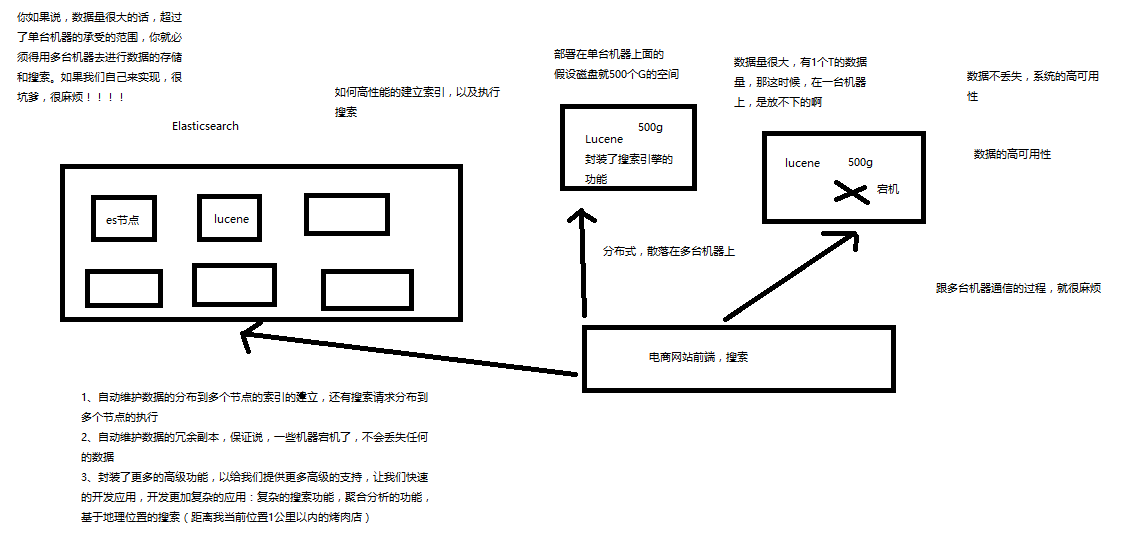 你如果说，数据量很大的话，超过
了单台机器的承受的范围，你就必
须得用多台机器去进行数据的存储
和搜索。如果我们自己来实现，很
坑爹，很麻烦！！！！
如何高性能的建立索引，以及执行
搜索
Elasticsearch
es节点
lucene
部署在单台机器上面的
假设磁盘就500个G的空间
500g
Lucene
封装了搜索引擎的
功能
数据量很大，有1个T的数据
量，那这时候，在一台机器
上，是放不下的啊
lucene
500g
宕机
数据不丢失，系统的高可用
性
数据的高可用性
分布式，散落在多台机器上
跟多台机器通信的过程，就很麻烦
电商网站前端，搜索
1、自动维护数据的分布到多个节点的索引的建立，还有搜索请求分布到
多个节点的执行
2、自动维护数据的冗余副本，保证说，一些机器宕机了，不会丢失任何
的数据
3、封装了更多的高级功能，以给我们提供更多高级的支持，让我们快速
的开发应用，开发更加复杂的应用：复杂的搜索功能，聚合分析的功能，
基于地理位置的搜索（距离我当前位置1公里以内的烤肉店）